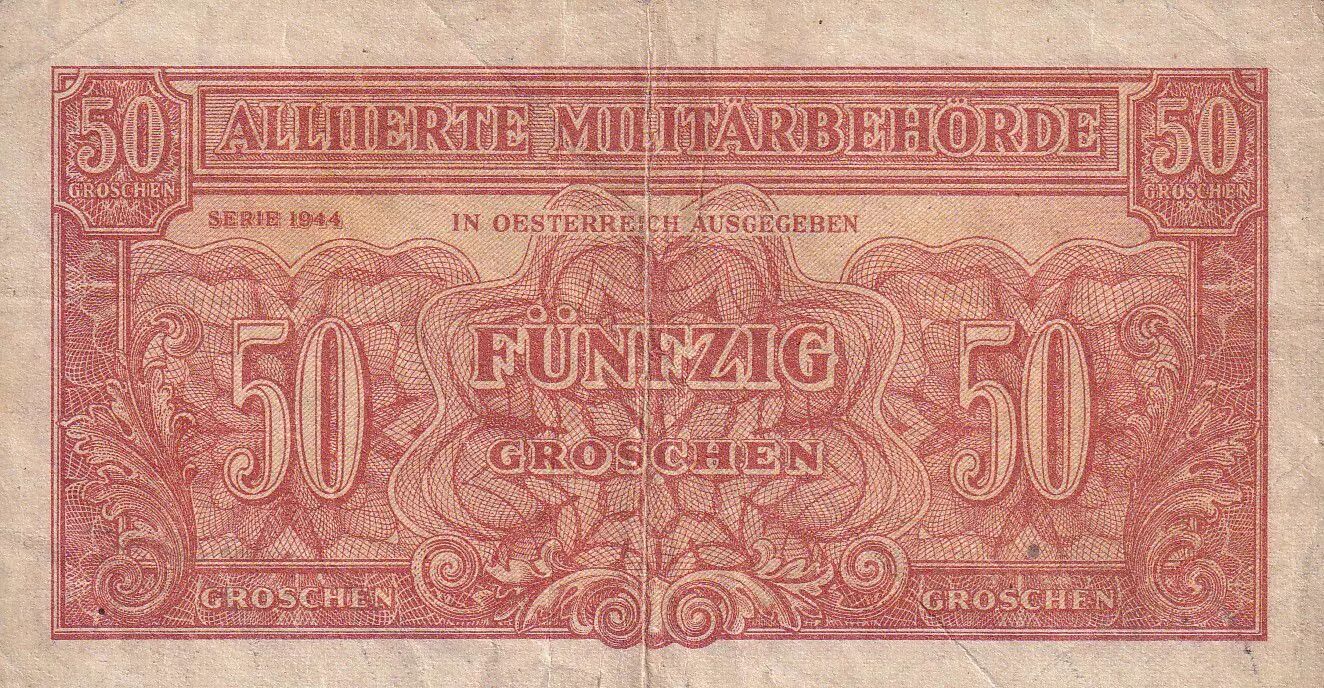 50 GROSCHEN
ALLIIERTE MILITÄRBEHÖRDE
50 GROSCHEN
SERIE 1944
IN OESTERREICH AUSGEGEBEN
50
FÜNFZIG
GROSCHEN
50
GROSCHEN
GROSCHEN